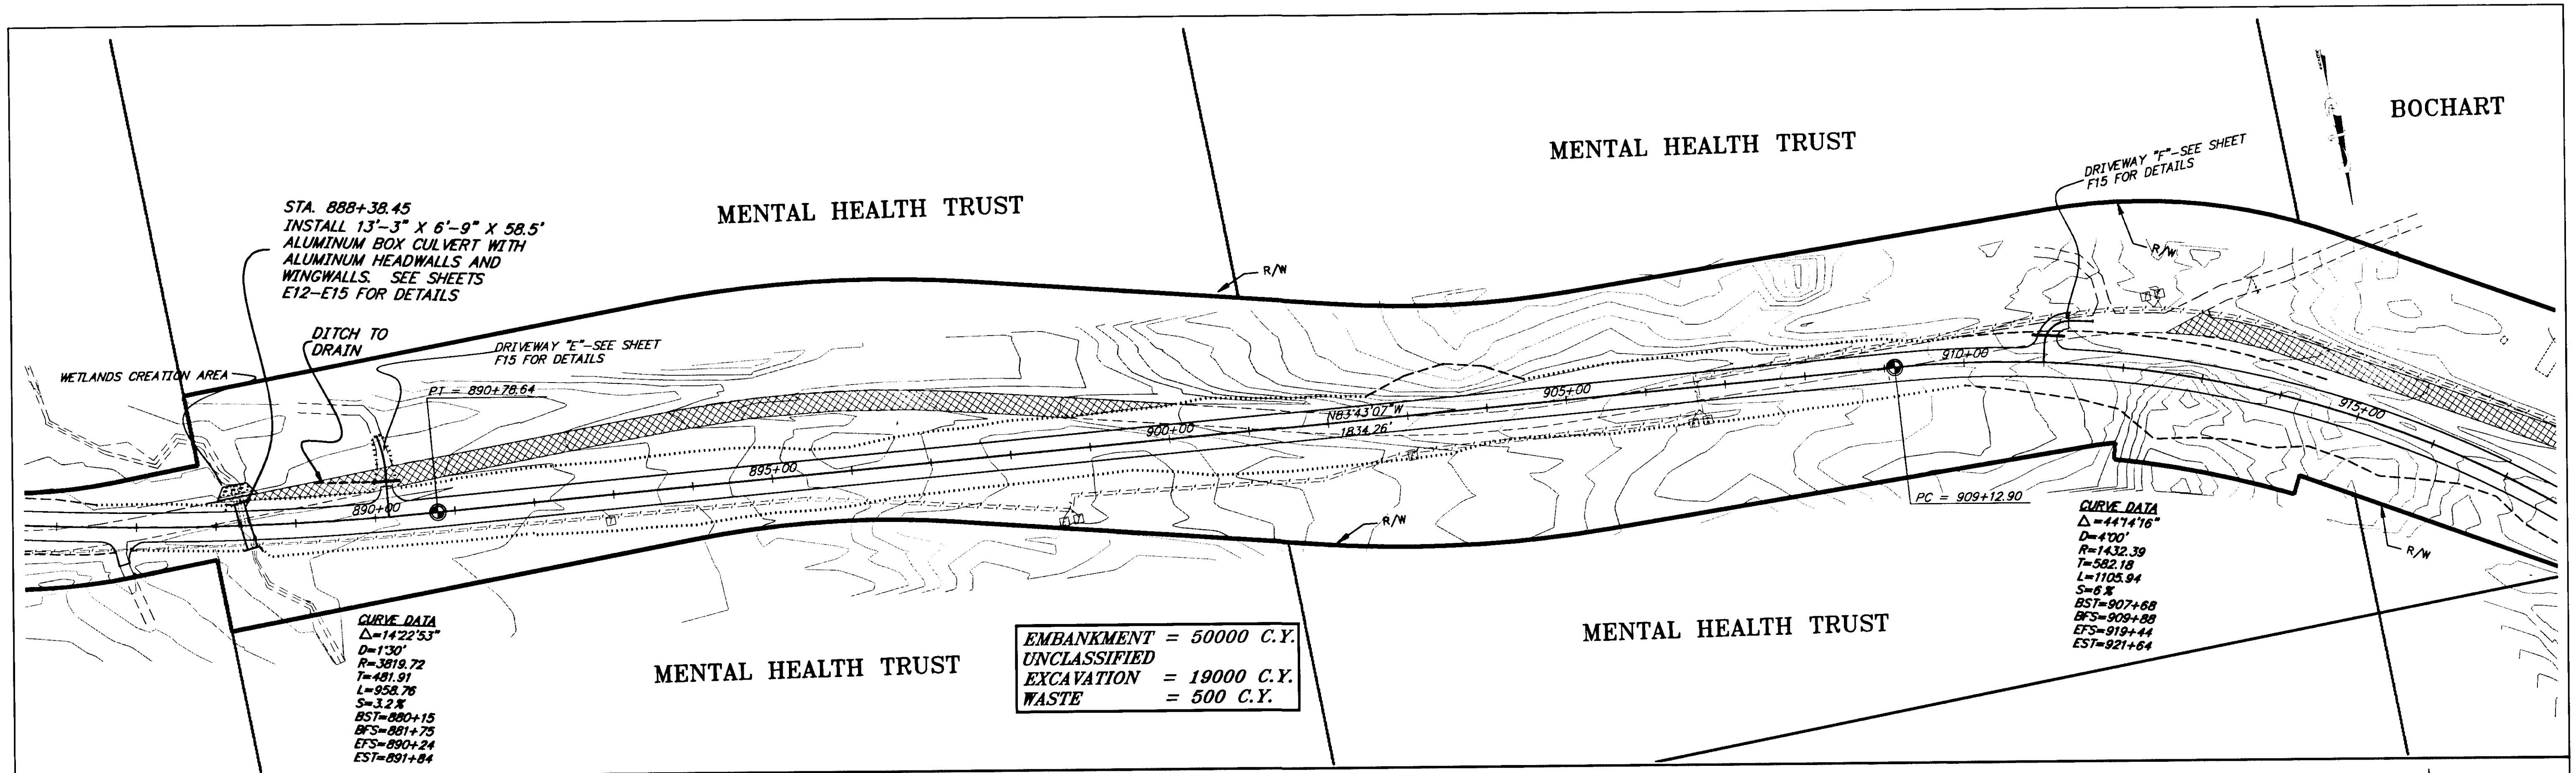 BOCHART
MENTAL HEALTH TRUST
MENTAL HEALTH TRUST
DRIVEWAY "F"-SEE SHEET
F15 FOR DETAILS
STA. 888+38.45
INSTALL 13'-3" X 6'-9" X 58.5'
ALUMINUM BOX CULVERT WITH
ALUMINUM HEADWALLS AND
WINGWALLS. SEE SHEETS
E12-E15 FOR DETAILS
R/W
R/W
DITCH TO
DRAIN
DRIVEWAY "E"-SEE SHEET
F15 FOR DETAILS
WETLANDS CREATION AREA
PT = 890+78.64
890+00
895+00
900+00
N83°43'07"W
1834.26'
905+00
910+00
915+00
PC = 909+12.90
R/W
R/W
CURVE DATA
Δ=14°22'53"
D=1°30'
R=3819.72
T=481.91
L=958.76
S=3.2%
BST=880+15
BFS=881+75
EFS=890+24
EST=891+84
MENTAL HEALTH TRUST
EMBANKMENT = 50000 C.Y.
UNCLASSIFIED
EXCAVATION = 19000 C.Y.
WASTE = 500 C.Y.
MENTAL HEALTH TRUST
CURVE DATA
Δ=44°14'16"
D=4°00'
R=1432.39
T=582.18
L=1105.94
S=6%
BST=907+68
BFS=909+88
EFS=919+44
EST=921+64